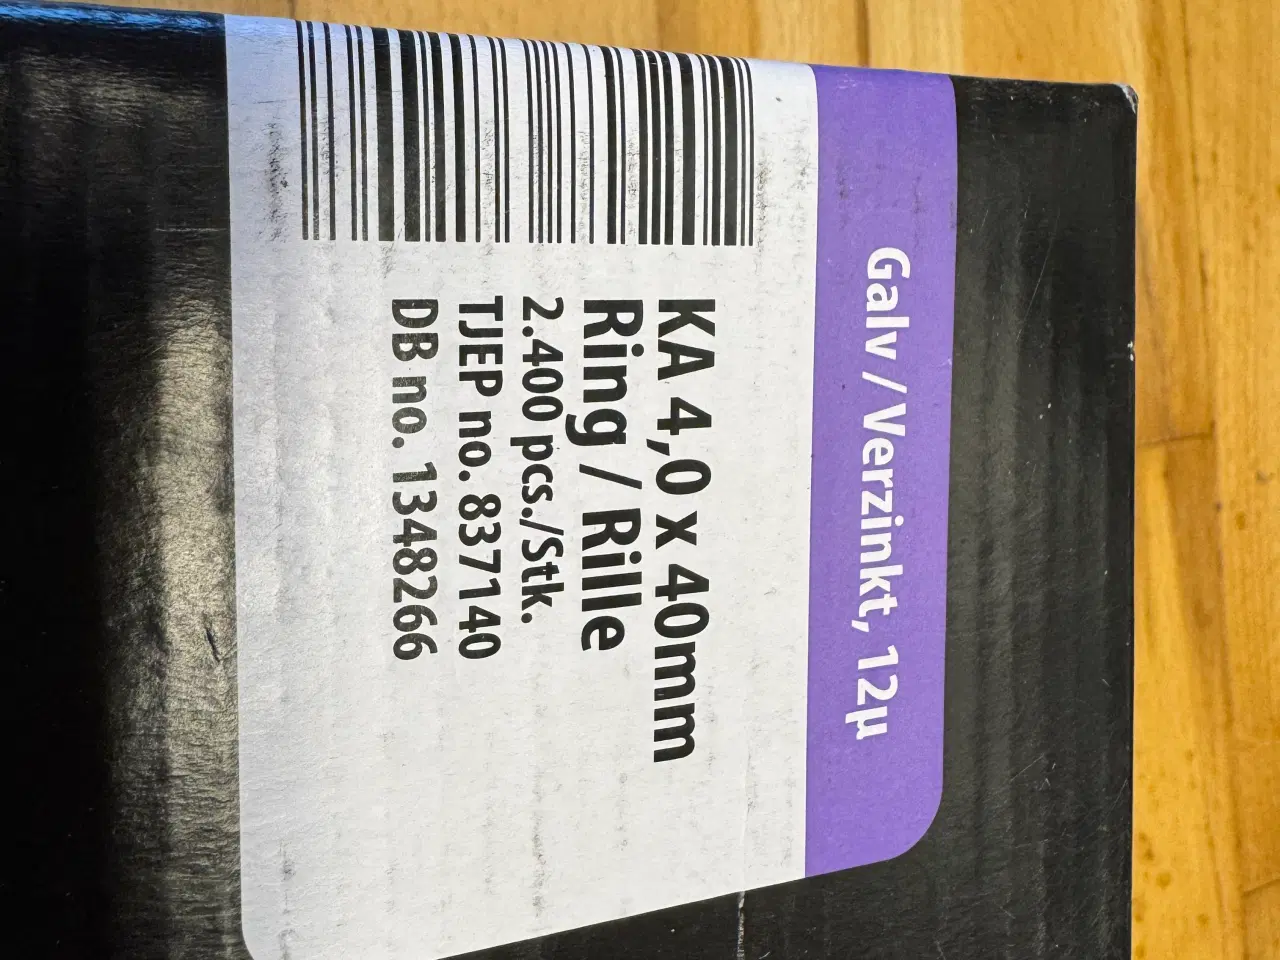 Galv / Verzinkt, 12µ
KA 4,0 x 40mm
Ring / Rille
2.400 pcs./Stk.
TJEP no. 837140
DB no. 1348266